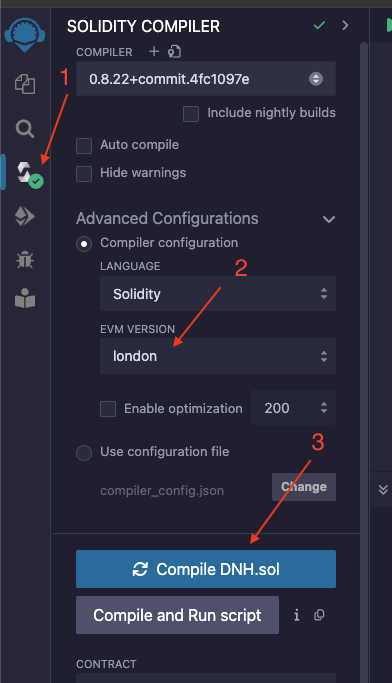 SOLIDITY COMPILER
COMPILER
0.8.22+commit.4fc1097e
1
Include nightly builds
Auto compile
Hide warnings
Advanced Configurations
Compiler configuration
LANGUAGE
2
Solidity
EVM VERSION
london
Enable optimization 200
3
Use configuration file
compiler_config.json Change
Compile DNH.sol
Compile and Run script i
CONTRACT